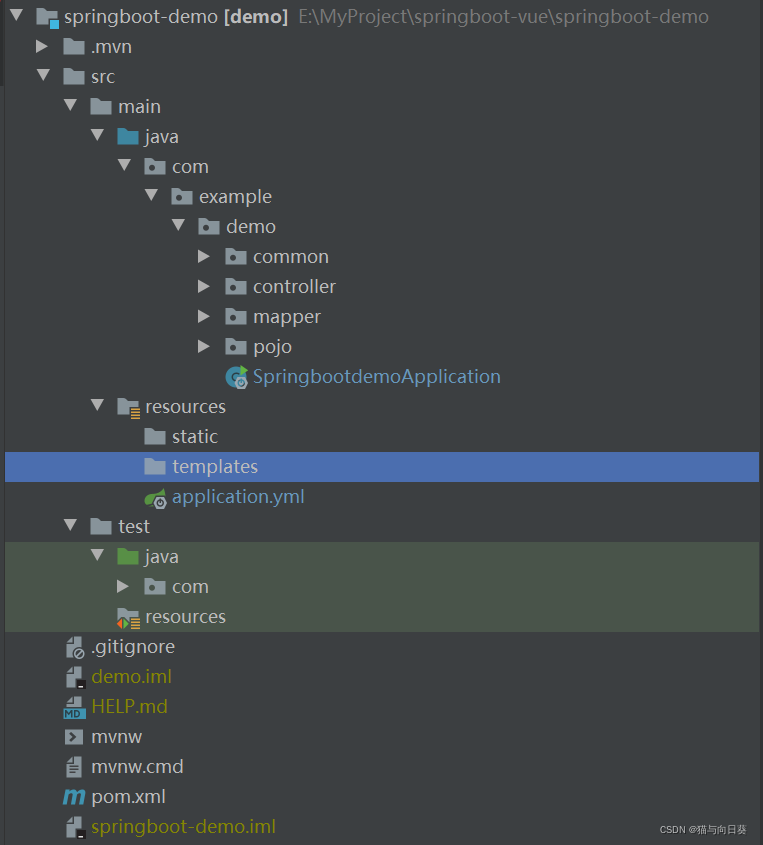 springboot-demo [demo] E:\MyProject\springboot-vue\springboot-demo
.mvn
src
main
java
com
example
demo
common
controller
mapper
pojo
SpringbootdemoApplication
resources
static
templates
application.yml
test
java
com
resources
.gitignore
demo.iml
HELP.md
mvnw
mvnw.cmd
pom.xml
springboot-demo.iml
CSDN @猫与向日葵